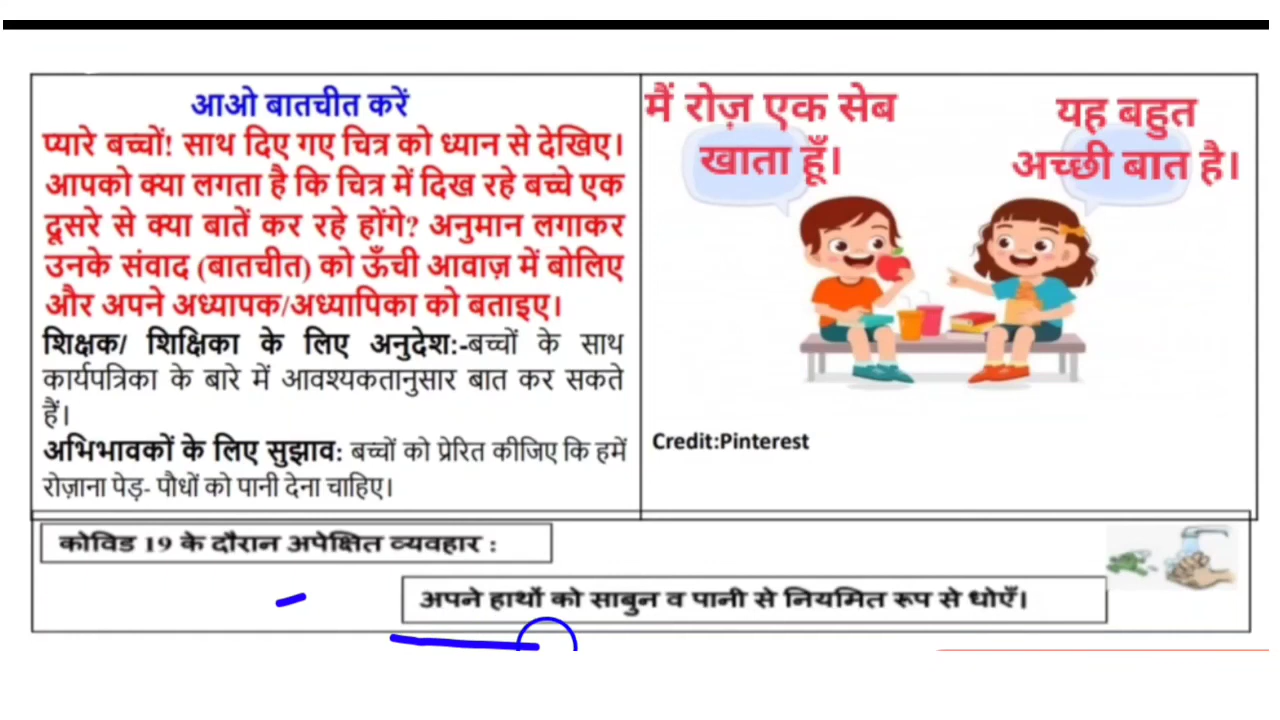 आओ बातचीत करें
प्यारे बच्चों! साथ दिए गए चित्र को ध्यान से देखिए।
आपको क्या लगता है कि चित्र में दिख रहे बच्चे एक
दूसरे से क्या बातें कर रहे होंगे? अनुमान लगाकर
उनके संवाद (बातचीत) को ऊँची आवाज़ में बोलिए
और अपने अध्यापक/अध्यापिका को बताइए।
शिक्षक/ शिक्षिका के लिए अनुदेश:-बच्चों के साथ
कार्यपत्रिका के बारे में आवश्यकतानुसार बात कर सकते
हैं।
अभिभावकों के लिए सुझाव: बच्चों को प्रेरित कीजिए कि हमें
रोज़ाना पेड़- पौधों को पानी देना चाहिए।
मैं रोज़ एक सेब
खाता हूँ।
यह बहुत
अच्छी बात है।
Credit:Pinterest
कोविड 19 के दौरान अपेक्षित व्यवहार :
अपने हाथों को साबुन व पानी से नियमित रूप से धोएँ।